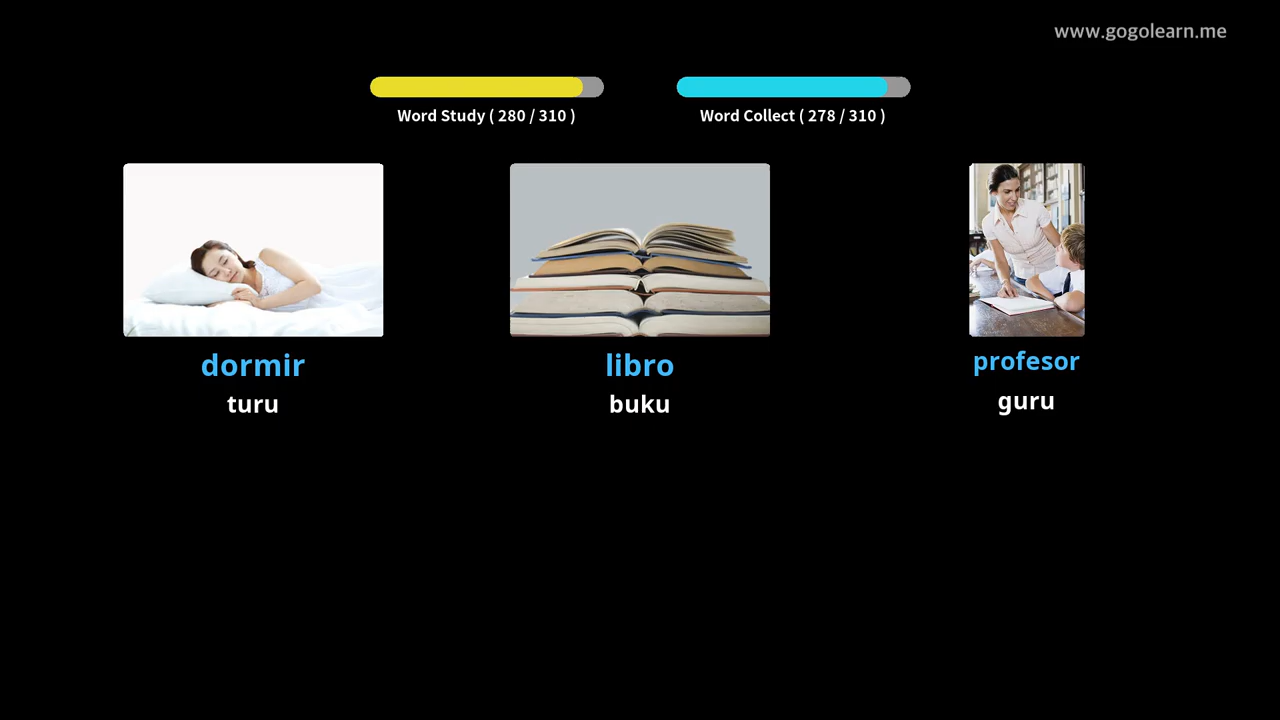 www.gogolearn.me
Word Study ( 280 / 310 )
Word Collect ( 278 / 310 )
dormir
turu
libro
buku
profesor
guru